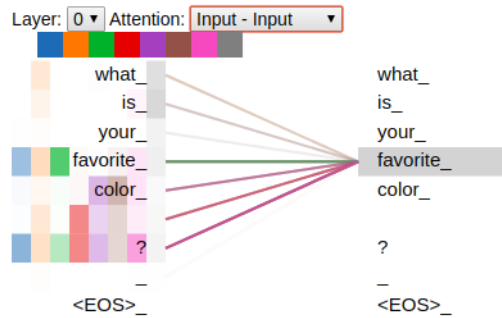 Layer: 0 Attention: Input - Input
what_ what_
is_ is_
your_ your_
favorite_ favorite_
color_ color_
? ?
_ _
<EOS>_ <EOS>_